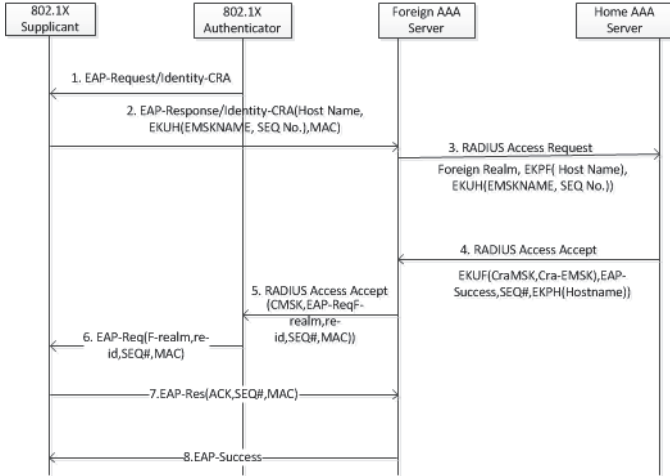 802.1X
Supplicant
802.1X
Authenticator
Foreign AAA
Server
Home AAA
Server
1. EAP-Request/Identity-CRA
2. EAP-Response/Identity-CRA(Host Name,
EKUH(EMSKNAME, SEQ No.),MAC)
3. RADIUS Access Request
Foreign Realm, EKPF( Host Name),
EKUH(EMSKNAME, SEQ No.))
4. RADIUS Access Accept
EKUF(CraMSK,Cra-EMSK),EAP-
Success,SEQ#,EKPH(Hostname))
5. RADIUS Access Accept
(CMSK,EAP-ReqF-
realm,re-
id,SEQ#,MAC))
6. EAP-Req(F-realm,re-
id,SEQ#,MAC)
7.EAP-Res(ACK,SEQ#,MAC)
8.EAP-Success